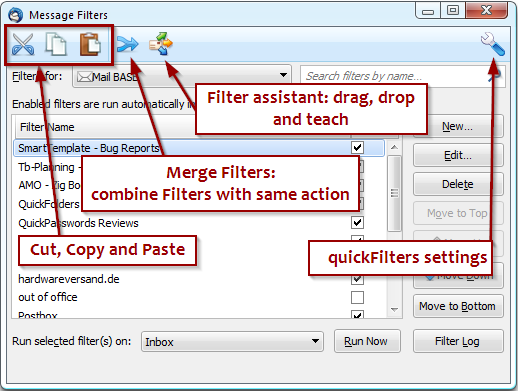 Message Filters
Filters for:
Mail BASE
Search filters by name...
Filter assistant: drag, drop
and teach
Enabled filters are run automatically in
Filter Name
New...
SmartTemplate - Bug Reports
Edit...
Tb-Planning -
Merge Filters:
combine Filters with same action
AMO -
Delete
QuickFolders
Move to Top
QuickPasswords Reviews
Cut, Copy and Paste
quickFilters settings
hardwareversand.de
Move Down
out of office
Postbox
Move to Bottom
Run selected filter(s) on:
Inbox
Run Now
Filter Log